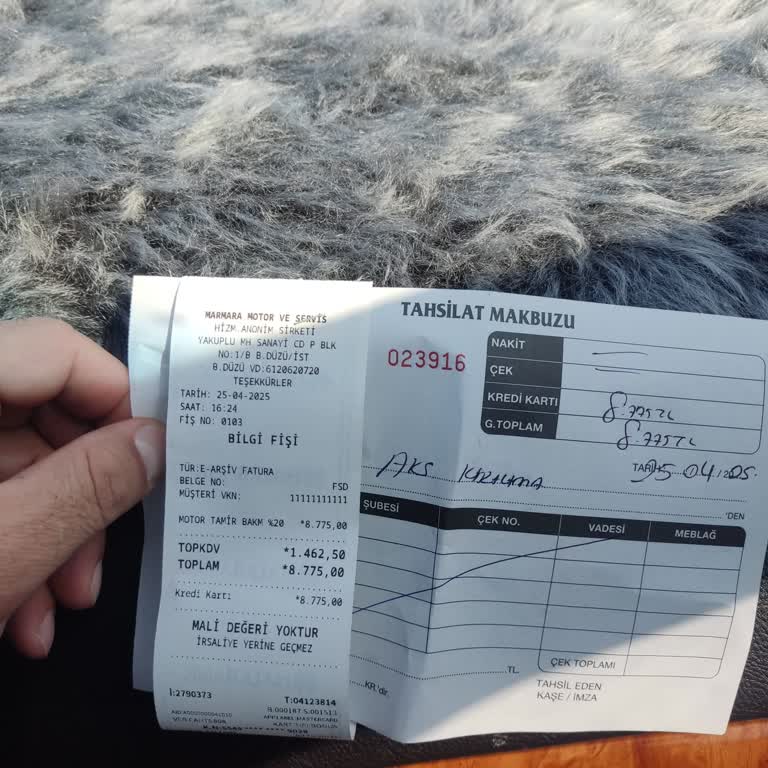 MARMARA MOTOR VE SERVİS
HİZM.ANONİM SİRKETİ
YAKUPLU MH SANAYİ CD P BLK
NO:1/B B.DÜZÜ/İST
B.DÜZÜ VD:6120620720
TEŞEKKÜRLER
TARİH: 25-04-2025
SAAT: 16:24
FİŞ NO: 0103
BİLGİ FİŞİ
TÜR:E-ARŞİV FATURA
BELGE NO: FSD
MÜŞTERİ VKN: 11111111111
MOTOR TAMİR BAKM %20 *8.775,00
TOPKDV *1.462,50
TOPLAM *8.775,00
Kredi Kartı *8.775,00
MALİ DEĞERİ YOKTUR
İRSALİYE YERİNE GEÇMEZ
İ:2790373 T:04123814
TAHSİLAT MAKBUZU
023916
NAKİT
ÇEK
KREDİ KARTI 8.775 TL
G.TOPLAM 8.775 TL
TARİH 25.04.2025.
AKS
'DEN
ŞUBESİ ÇEK NO. VADESİ MEBLAĞ
TL. ÇEK TOPLAMI
KR'dir.
TAHSİL EDEN
KAŞE / İMZA